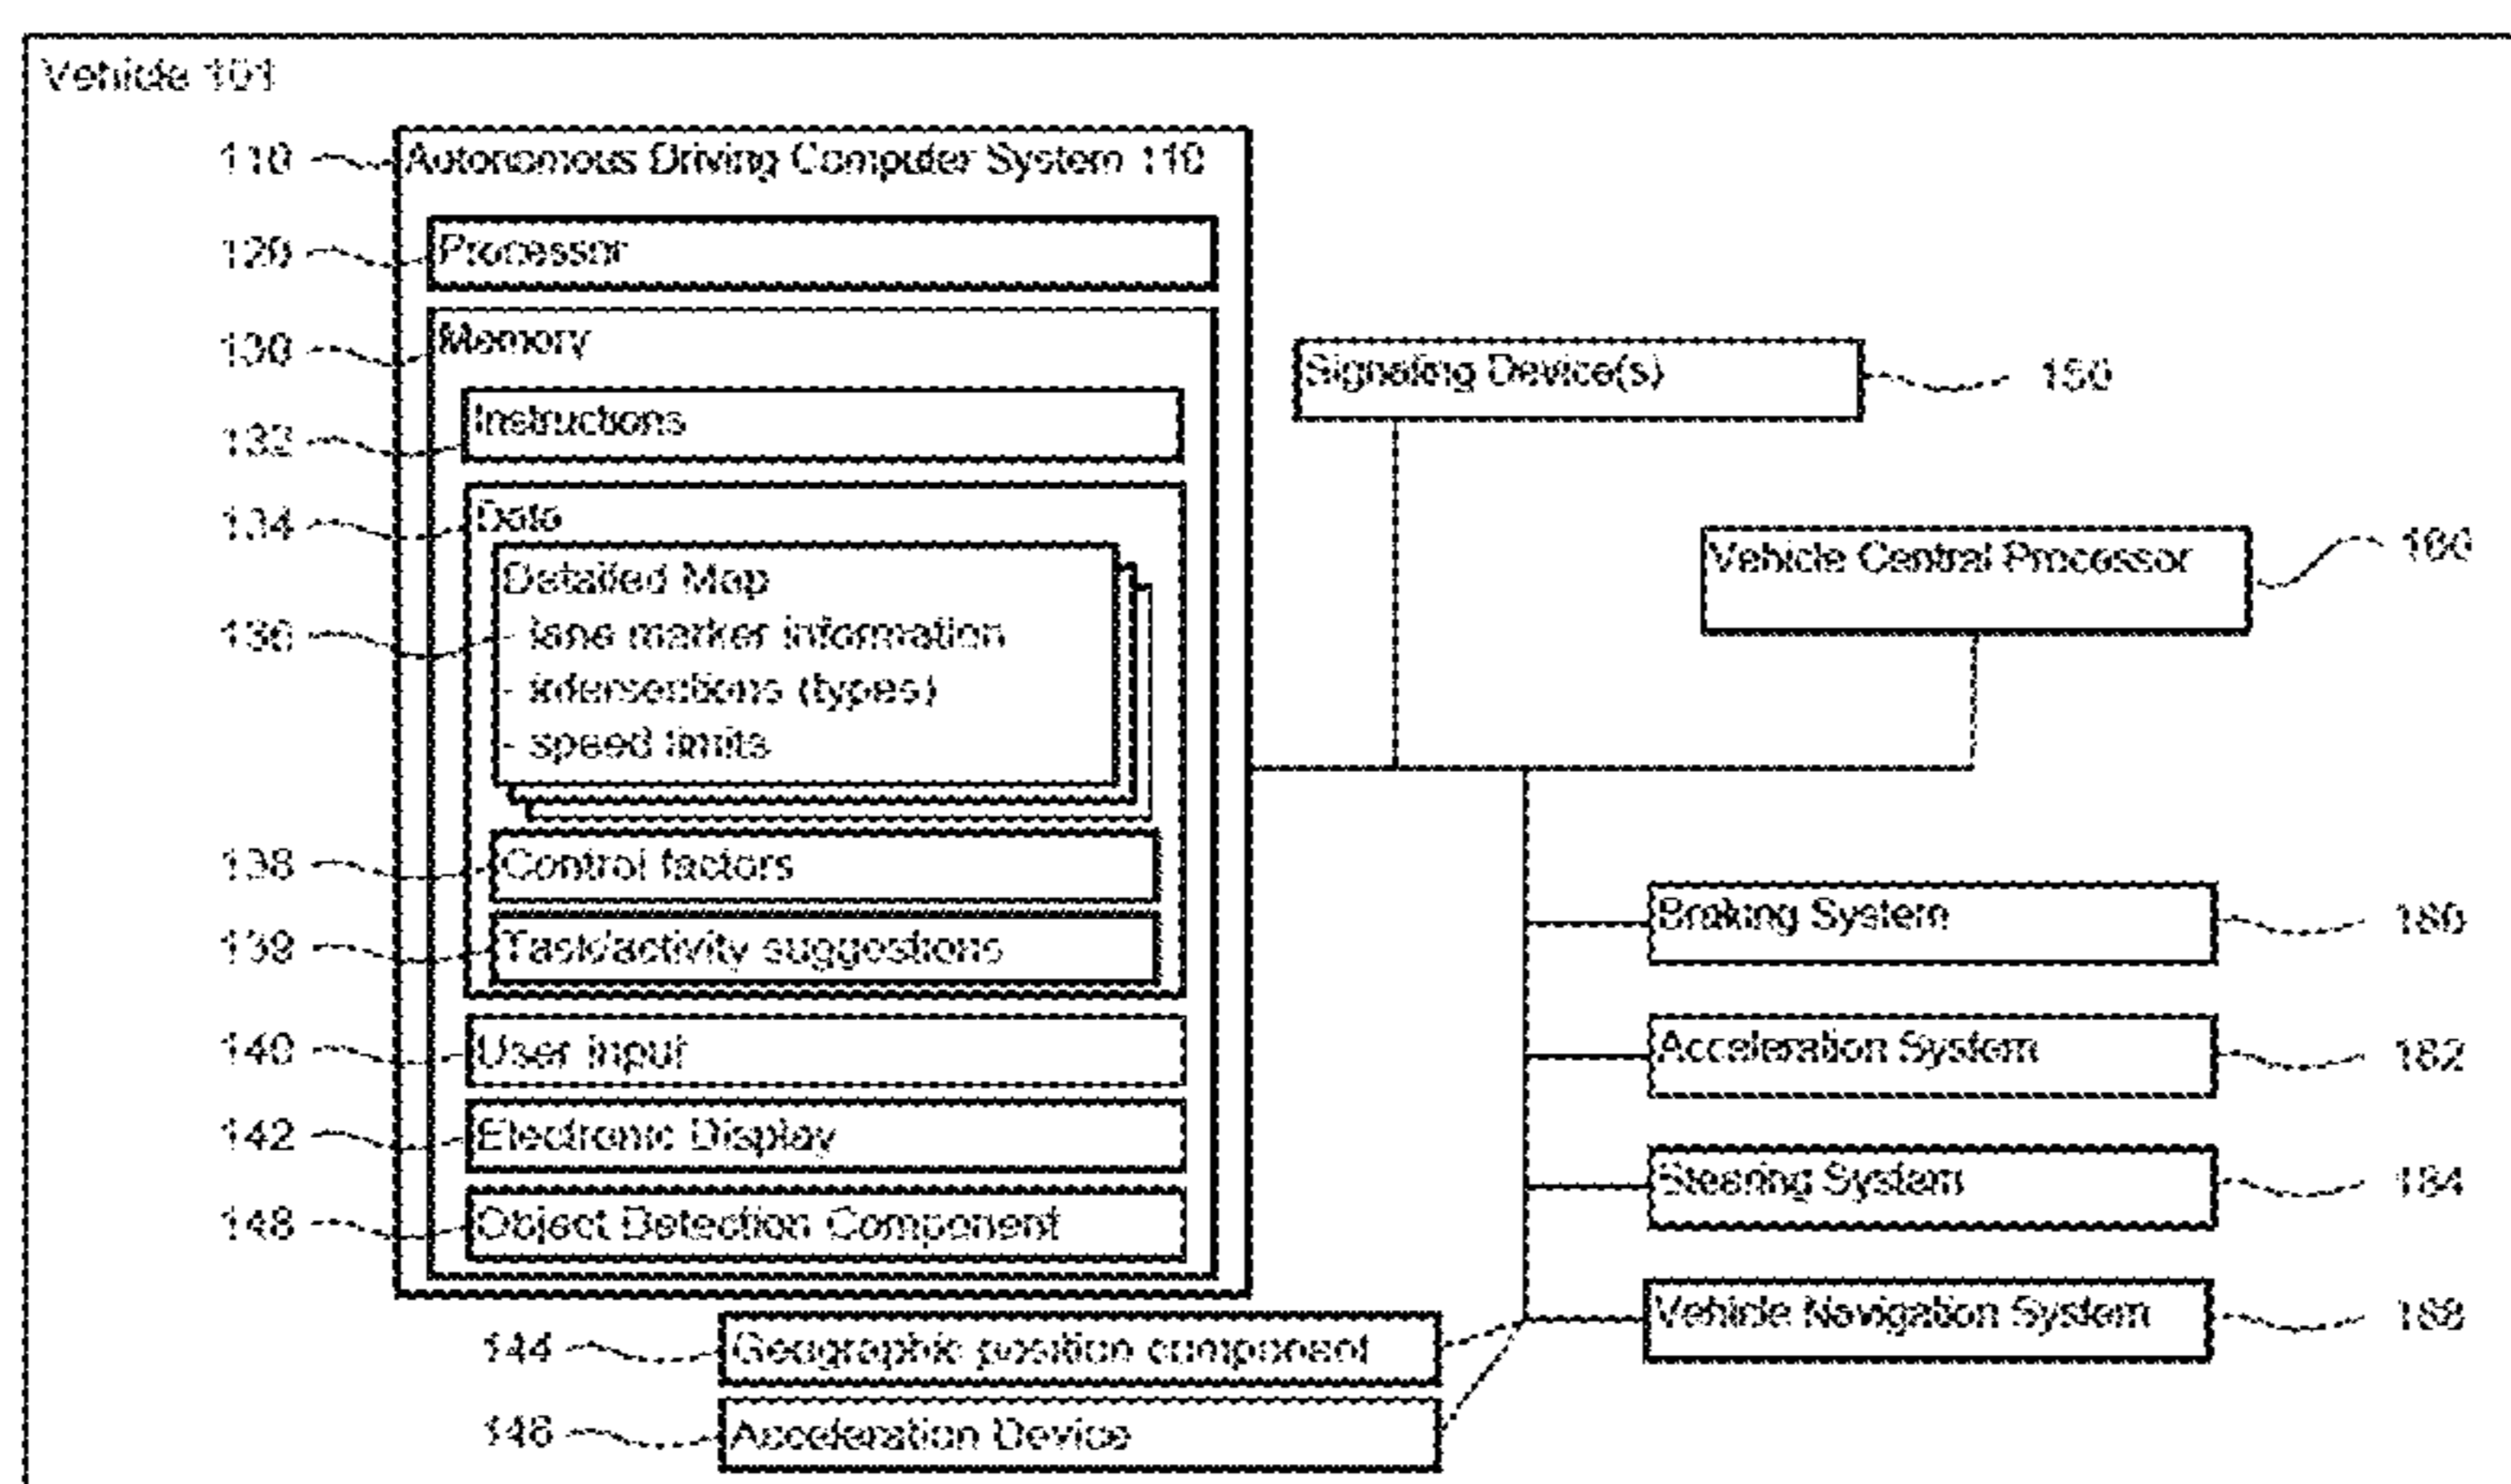 Vehicle 101
110 Autonomous Driving Computer System 110
120 Processor
130 Memory
132 Instructions
134 Data
136 Detailed Map
- lane marker information
- intersections (types)
- speed limits
138 Control factors
139 Task/activity suggestions
140 User input
142 Electronic Display
148 Object Detection Component
144 Geographic position component
146 Acceleration Device
Signaling Device(s) 150
Vehicle Central Processor 160
Braking System 180
Acceleration System 182
Steering System 184
Vehicle Navigation System